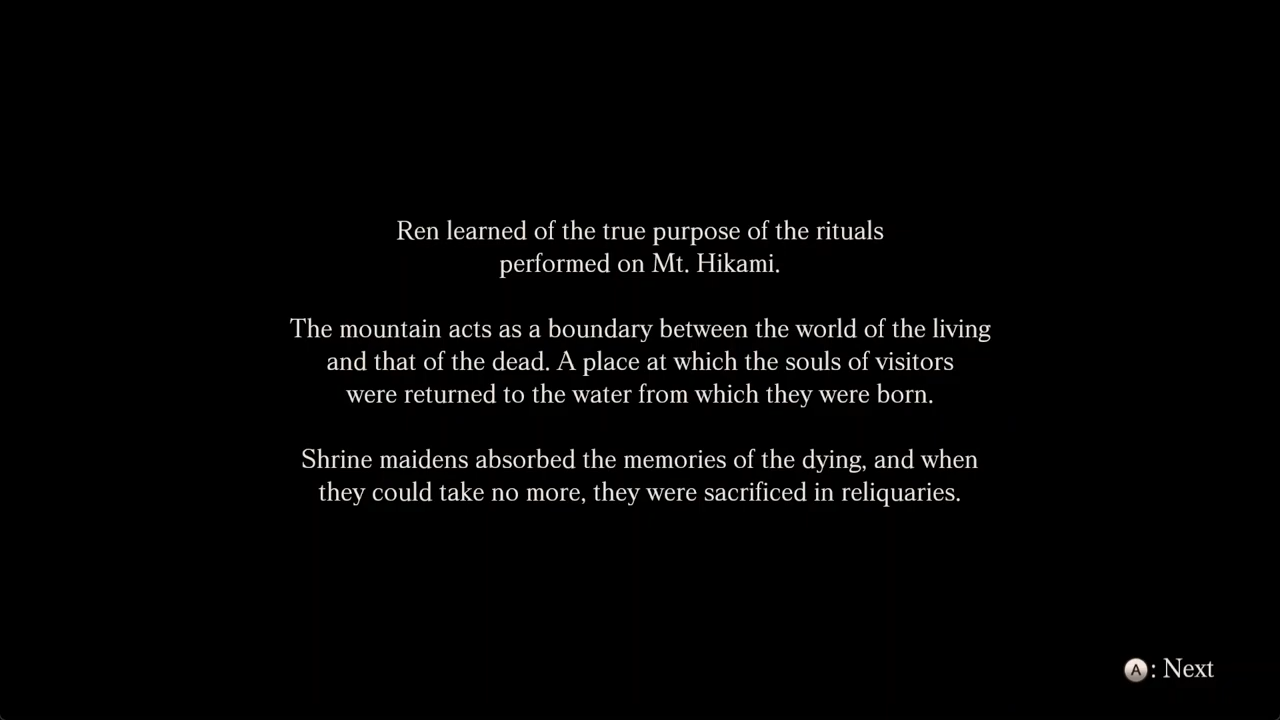 Ren learned of the true purpose of the rituals
performed on Mt. Hikami.
The mountain acts as a boundary between the world of the living
and that of the dead. A place at which the souls of visitors
were returned to the water from which they were born.
Shrine maidens absorbed the memories of the dying, and when
they could take no more, they were sacrificed in reliquaries.
A: Next